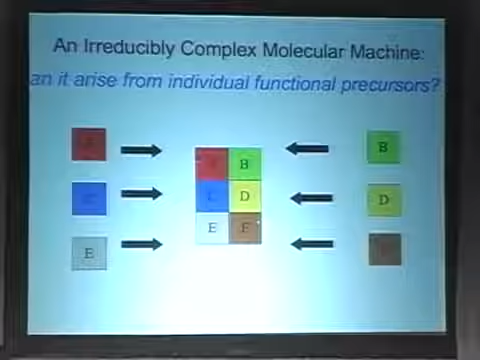 An Irreducibly Complex Molecular Machine:
an it arise from individual functional precursors?
B
B
D
D
E
E
F